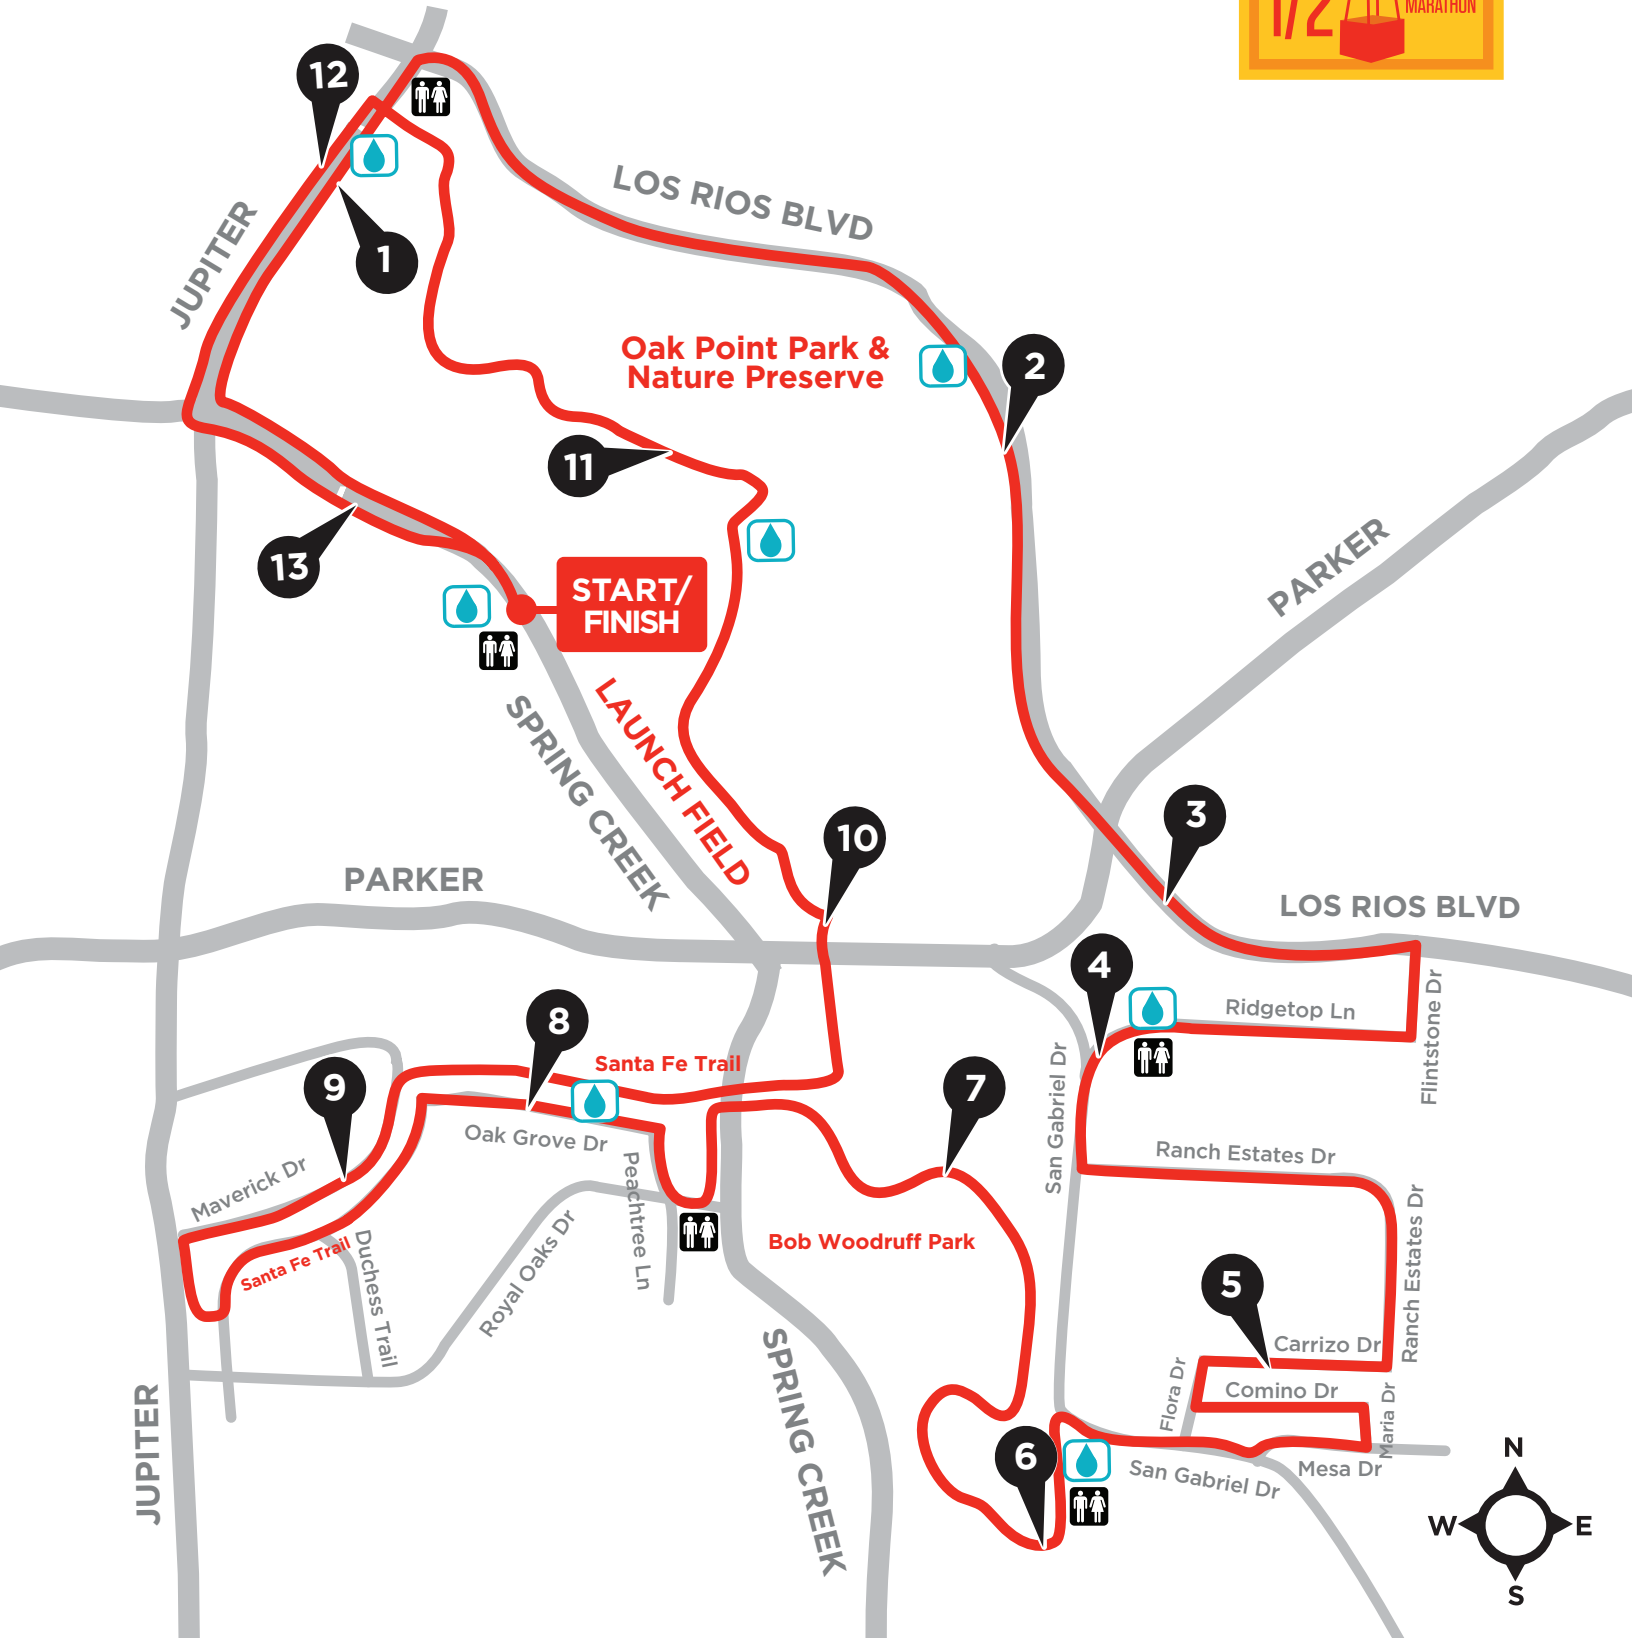 1/2
MARATHON
12
LOS RIOS BLVD
JUPITER
1
Oak Point Park &
Nature Preserve
2
11
PARKER
13
START/
FINISH
LAUNCH FIELD
SPRING CREEK
10
3
PARKER
LOS RIOS BLVD
4
Flintstone Dr
Ridgetop Ln
8
Santa Fe Trail
San Gabriel Dr
9
7
Oak Grove Dr
Maverick Dr
Peachtree Ln
Ranch Estates Dr
Ranch Estates Dr
Santa Fe Trail
Duchess Trail
Royal Oaks Dr
Bob Woodruff Park
5
Carrizo Dr
Flora Dr
Comino Dr
Maria Dr
JUPITER
SPRING CREEK
6
San Gabriel Dr
Mesa Dr
N
W
E
S